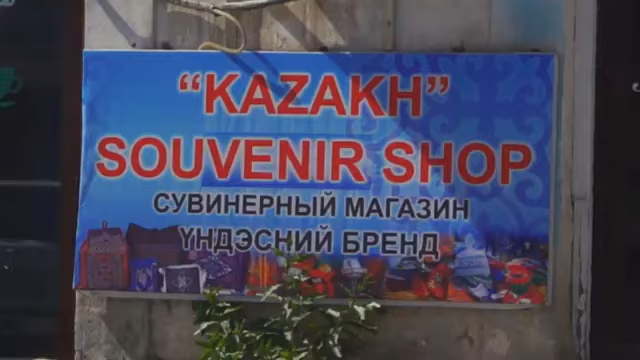 “KAZAKH”
SOUVENIR SHOP
СУВИНЕРНЫЙ МАГАЗИН
ҮНДЭСНИЙ БРЕНД